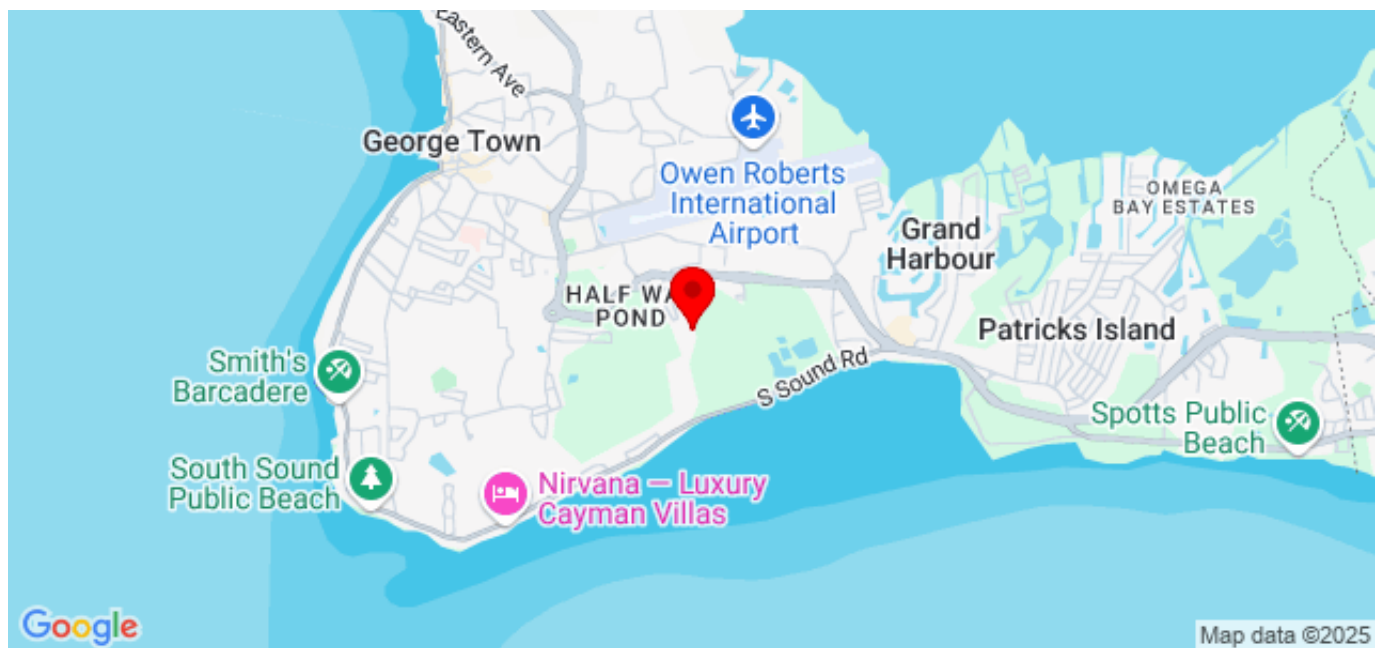 Eastern Ave
George Town
Owen Roberts
International
Airport
OMEGA
BAY ESTATES
Grand
Harbour
HALF WA
POND
Patricks Island
Smith's
Barcadere
S Sound Rd
Spotts Public
Beach
South Sound
Public Beach
Nirvana — Luxury
Cayman Villas
Google
Map data ©2025